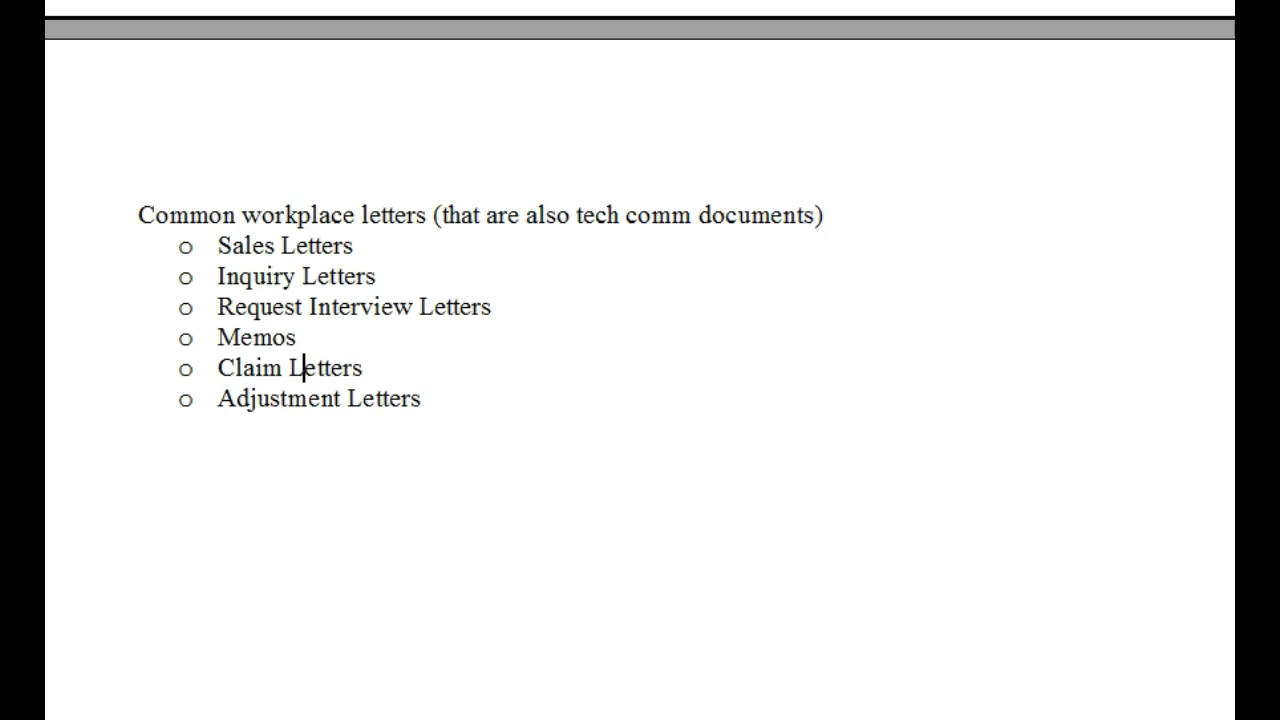 Common workplace letters (that are also tech comm documents)
o Sales Letters
o Inquiry Letters
o Request Interview Letters
o Memos
o Claim Letters
o Adjustment Letters